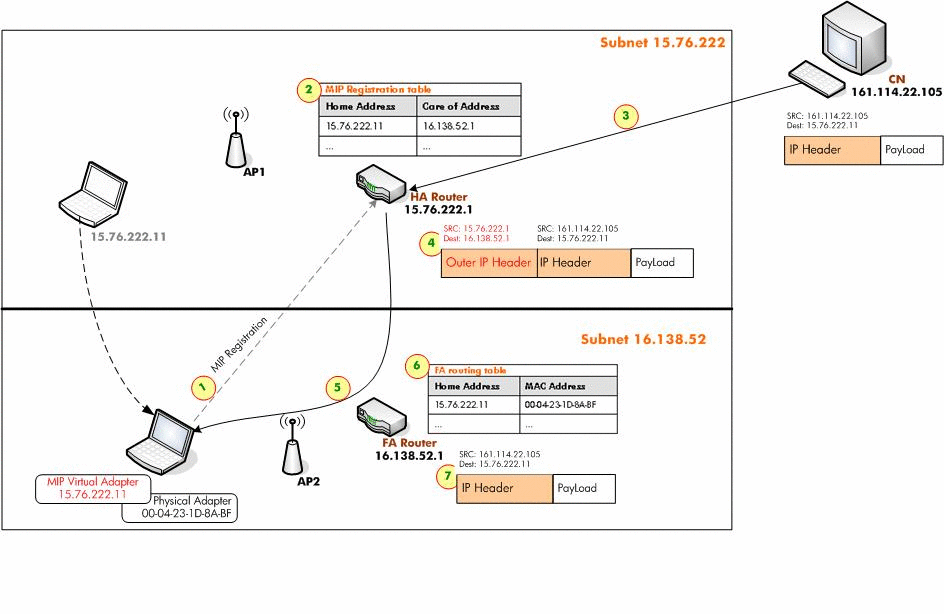 Subnet 15.76.222
CN
161.114.22.105
SRC: 161.114.22.105
Dest: 15.76.222.11
IP Header PayLoad
3
2 MIP Registration table
Home Address Care of Address
15.76.222.11 16.138.52.1
... ...
AP1
HA Router
15.76.222.1
15.76.222.11
SRC: 15.76.222.1 SRC: 161.114.22.105
Dest: 16.138.52.1 Dest: 15.76.222.11
4
Outer IP Header IP Header PayLoad
Subnet 16.138.52
MIP Registration
1
5
6
FA routing table
Home Address MAC Address
15.76.222.11 00-04-23-1D-8A-BF
... ...
FA Router
16.138.52.1
SRC: 161.114.22.105
Dest: 15.76.222.11
7
IP Header PayLoad
AP2
MIP Virtual Adapter
15.76.222.11
Physical Adapter
00-04-23-1D-8A-BF